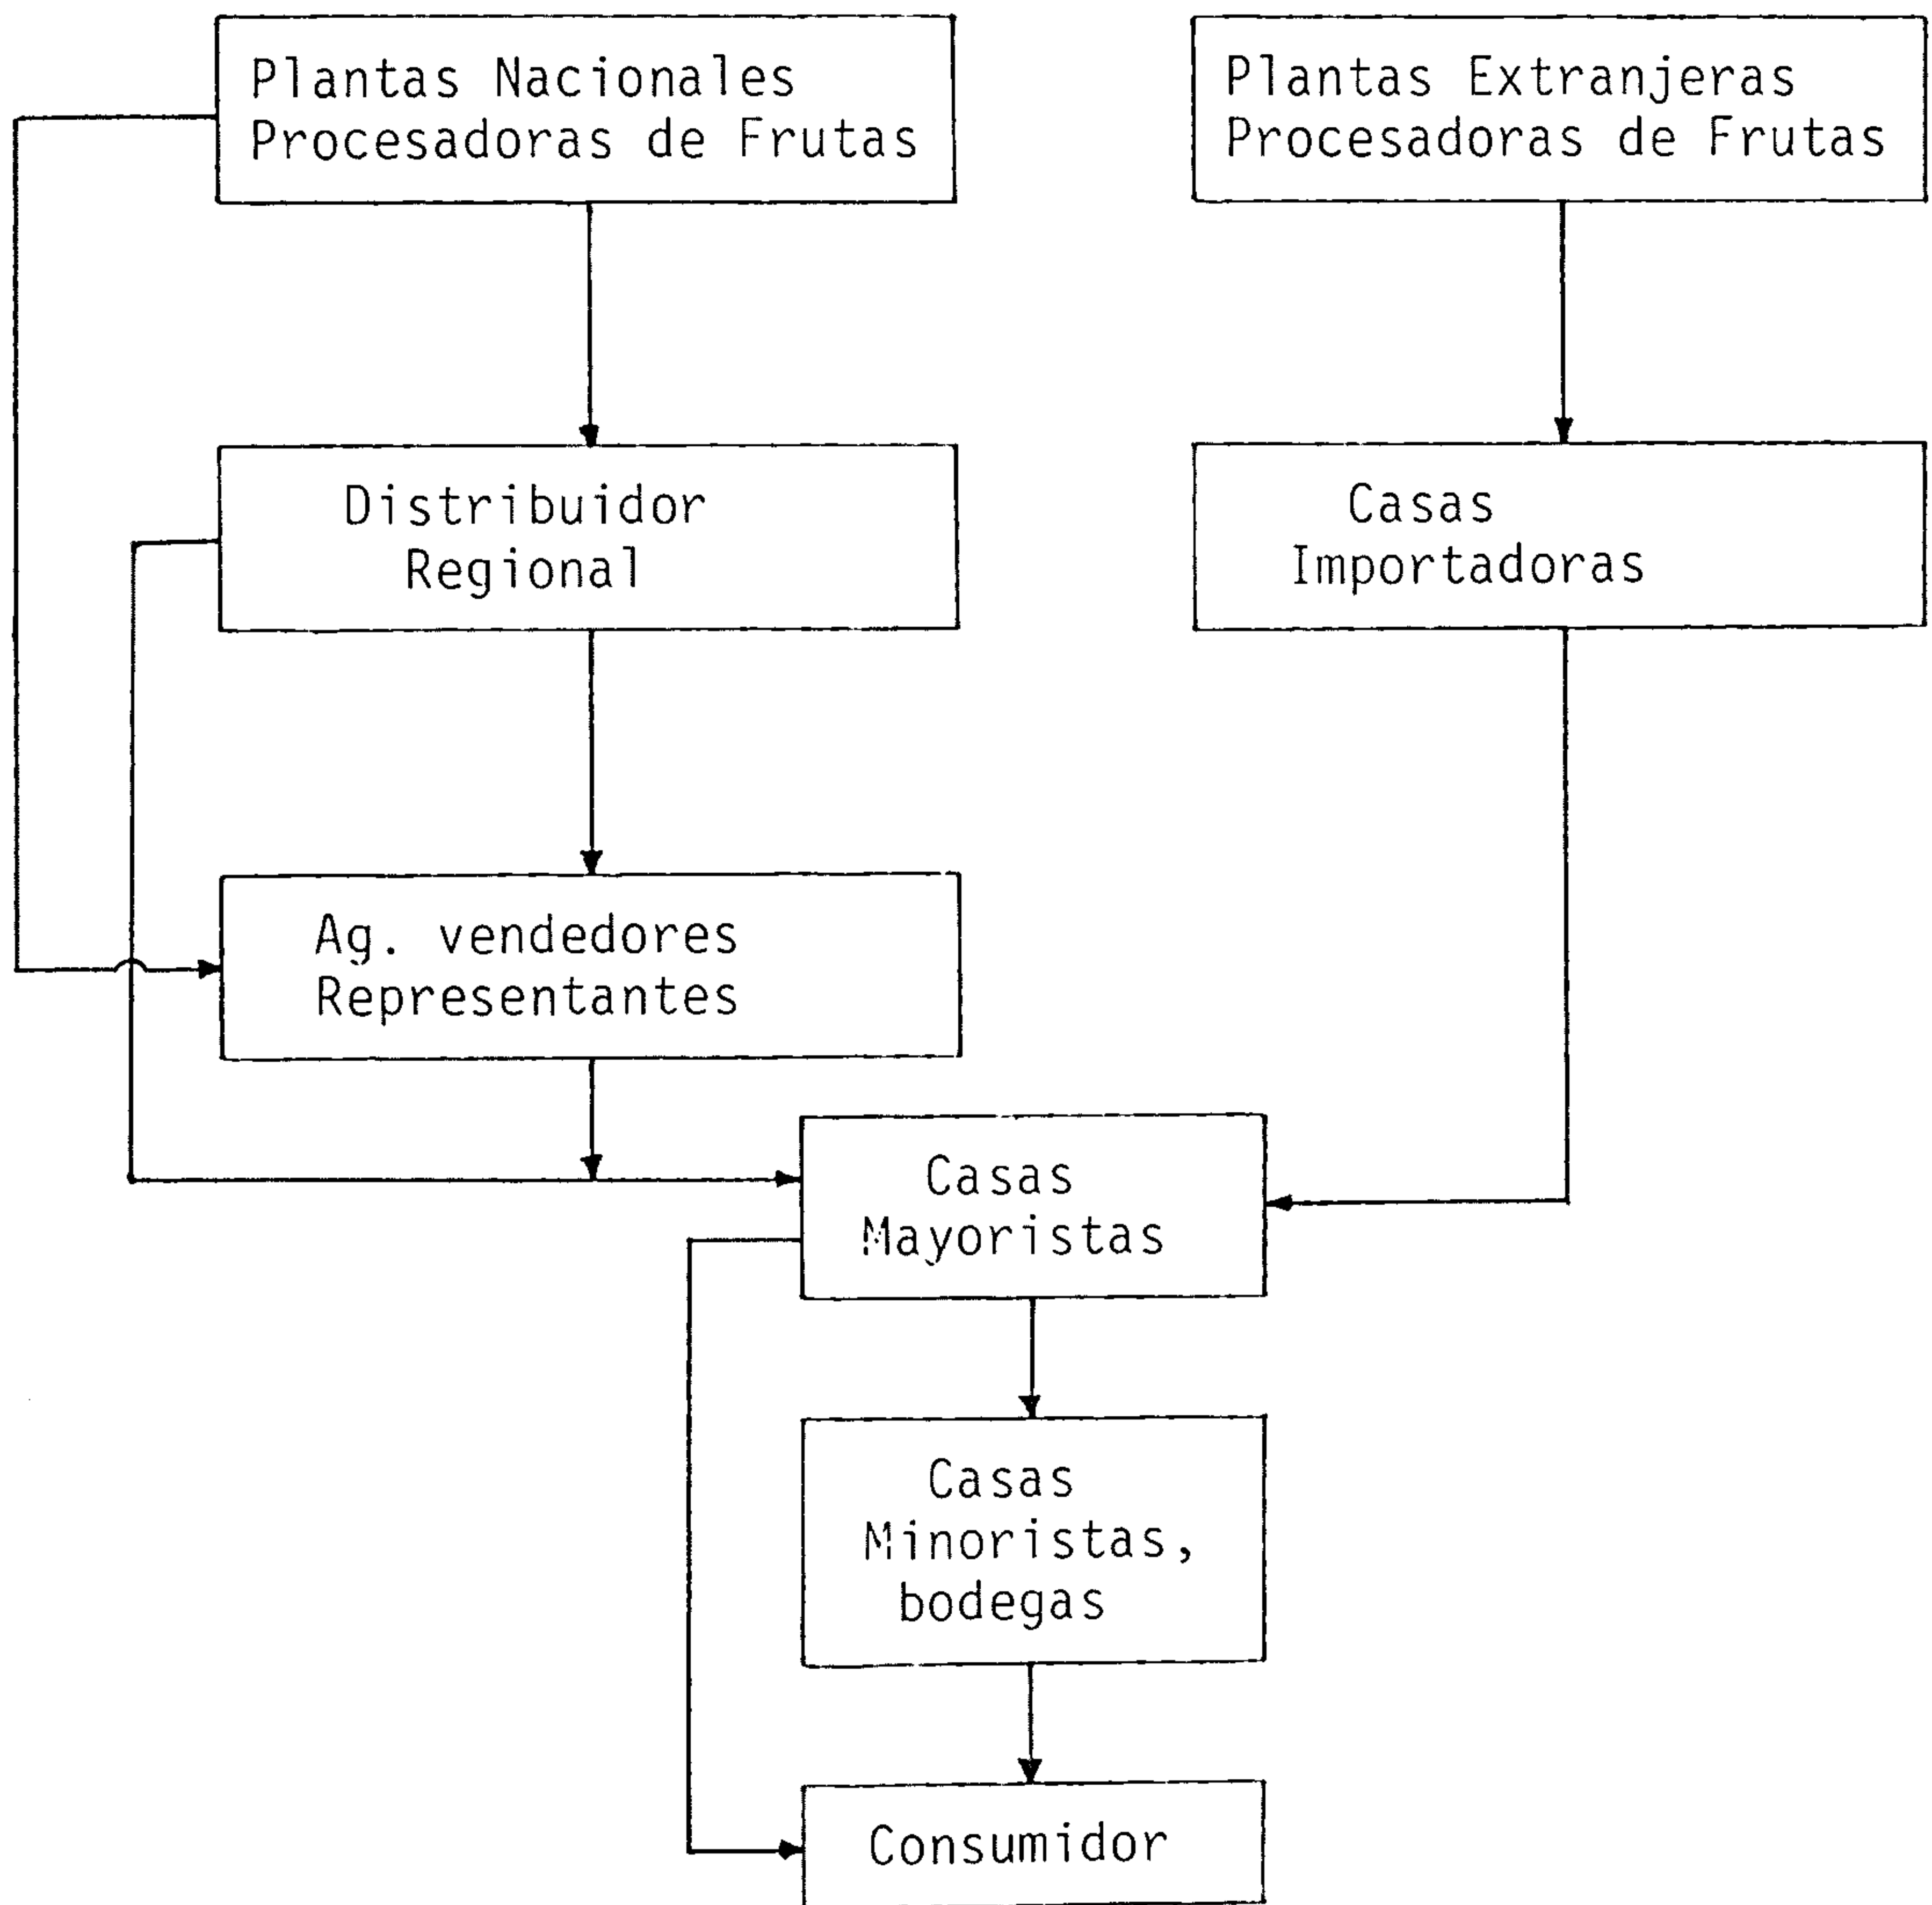 Plantas Nacionales
Procesadoras de Frutas
Plantas Extranjeras
Procesadoras de Frutas
Distribuidor
Regional
Casas
Importadoras
Ag. vendedores
Representantes
Casas
Mayoristas
Casas
Minoristas,
bodegas
Consumidor